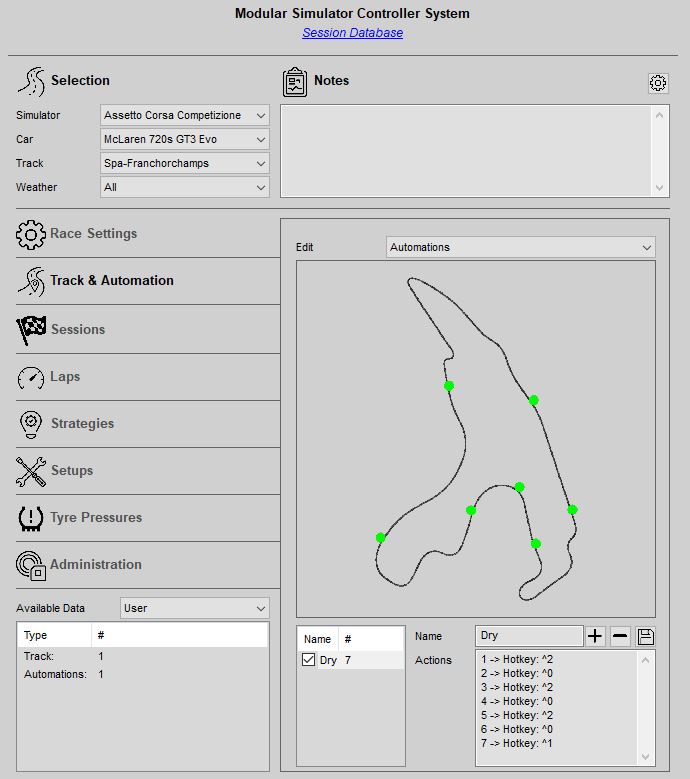 Modular Simulator Controller System
Session Database
Selection
Notes
Simulator Assetto Corsa Competizione
Car McLaren 720s GT3 Evo
Track Spa-Franchorchamps
Weather All
Race Settings
Track & Automation
Sessions
Laps
Strategies
Setups
Tyre Pressures
Administration
Available Data User
Type #
Track: 1
Automations: 1
Edit Automations
Name #
Dry 7
Name Dry
Actions
1 -> Hotkey: ^2
2 -> Hotkey: ^0
3 -> Hotkey: ^2
4 -> Hotkey: ^0
5 -> Hotkey: ^2
6 -> Hotkey: ^0
7 -> Hotkey: ^1